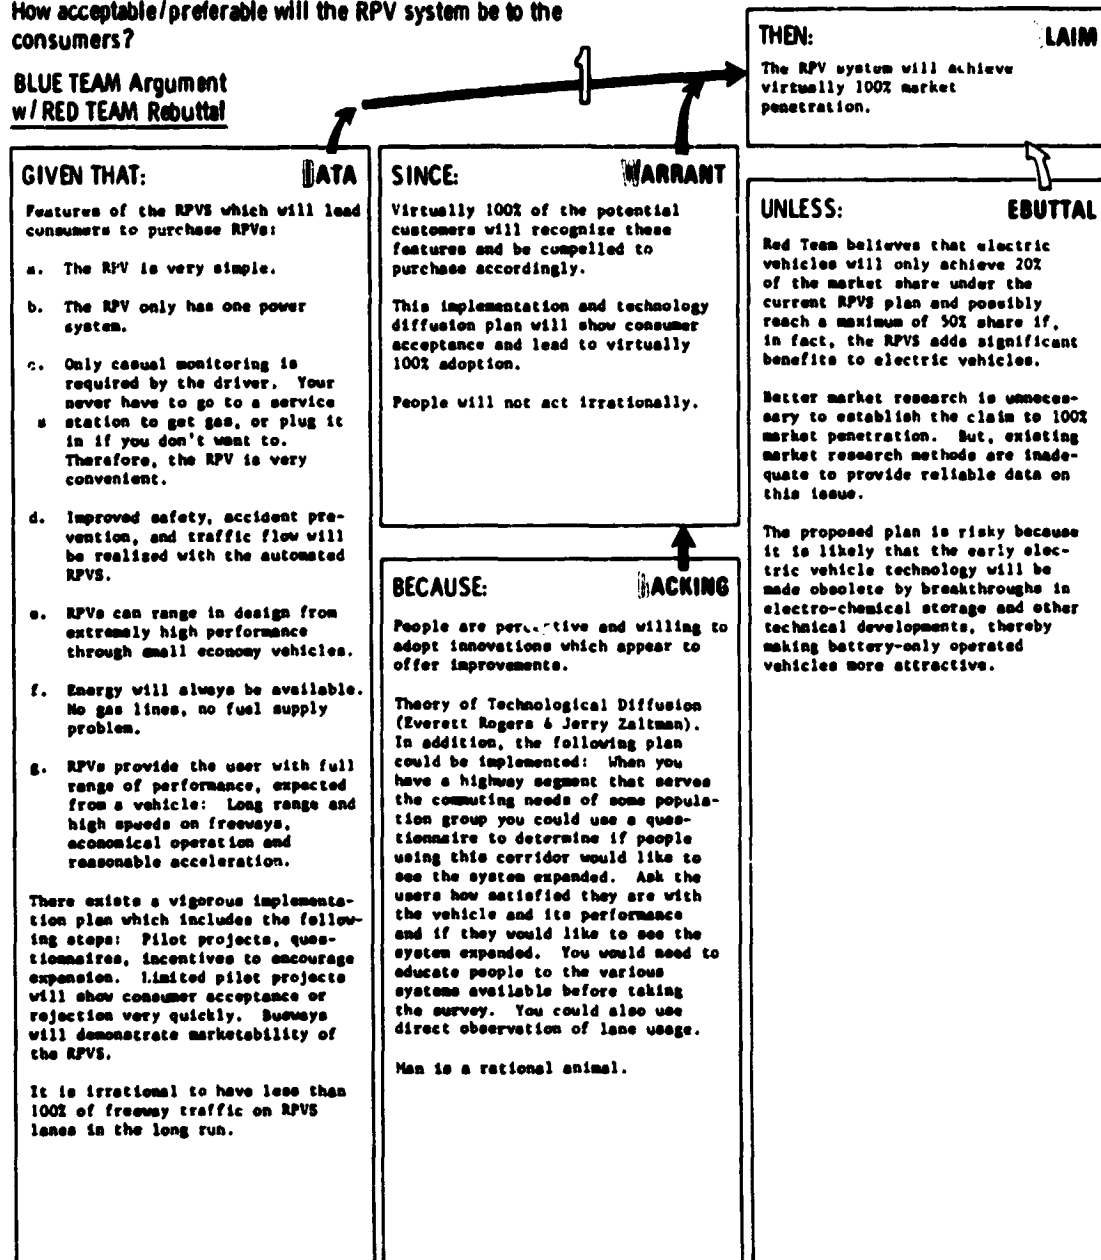 How acceptable/preferable will the RPV system be to the
consumers?
BLUE TEAM Argument
w/ RED TEAM Rebuttal
THEN: LAIM
The RPV system will achieve
virtually 100% market
penetration.
GIVEN THAT: DATA
Features of the RPVS which will lead
consumers to purchase RPVs:
a. The RPV is very simple.
b. The RPV only has one power
system.
c. Only casual monitoring is
required by the driver. Your
never have to go to a service
station to get gas, or plug it
in if you don't want to.
Therefore, the RPV is very
convenient.
d. Improved safety, accident pre-
vention, and traffic flow will
be realized with the automated
RPVS.
e. RPVs can range in design from
extremely high performance
through small economy vehicles.
f. Energy will always be available.
No gas lines, no fuel supply
problem.
g. RPVs provide the user with full
range of performance, expected
from a vehicle: Long range and
high speeds on freeways,
economical operation and
reasonable acceleration.
There exists a vigorous implementa-
tion plan which includes the follow-
ing steps: Pilot projects, ques-
tionnaires, incentives to encourage
expansion. Limited pilot projects
will show consumer acceptance or
rejection very quickly. Busways
will demonstrate marketability of
the RPVS.
It is irrational to have less than
100% of freeway traffic on RPVS
lanes in the long run.
SINCE: WARRANT
Virtually 100% of the potential
customers will recognize these
features and be compelled to
purchase accordingly.
This implementation and technology
diffusion plan will show consumer
acceptance and lead to virtually
100% adoption.
People will not act irrationally.
BECAUSE: BACKING
People are perceptive and willing to
adopt innovations which appear to
offer improvements.
Theory of Technological Diffusion
(Everett Rogers & Jerry Zaltman).
In addition, the following plan
could be implemented: When you
have a highway segment that serves
the commuting needs of some popula-
tion group you could use a ques-
tionnaire to determine if people
using this corridor would like to
see the system expanded. Ask the
users how satisfied they are with
the vehicle and its performance
and if they would like to see the
system expanded. You would need to
educate people to the various
systems available before taking
the survey. You could also use
direct observation of lane usage.
Man is a rational animal.
UNLESS: EBUTTAL
Red Team believes that electric
vehicles will only achieve 20%
of the market share under the
current RPVS plan and possibly
reach a maximum of 50% share if,
in fact, the RPVS adds significant
benefits to electric vehicles.
Better market research is unneces-
sary to establish the claim to 100%
market penetration. But, existing
market research methods are inade-
quate to provide reliable data on
this issue.
The proposed plan is risky because
it is likely that the early elec-
tric vehicle technology will be
made obsolete by breakthroughs in
electro-chemical storage and other
technical developments, thereby
making battery-only operated
vehicles more attractive.